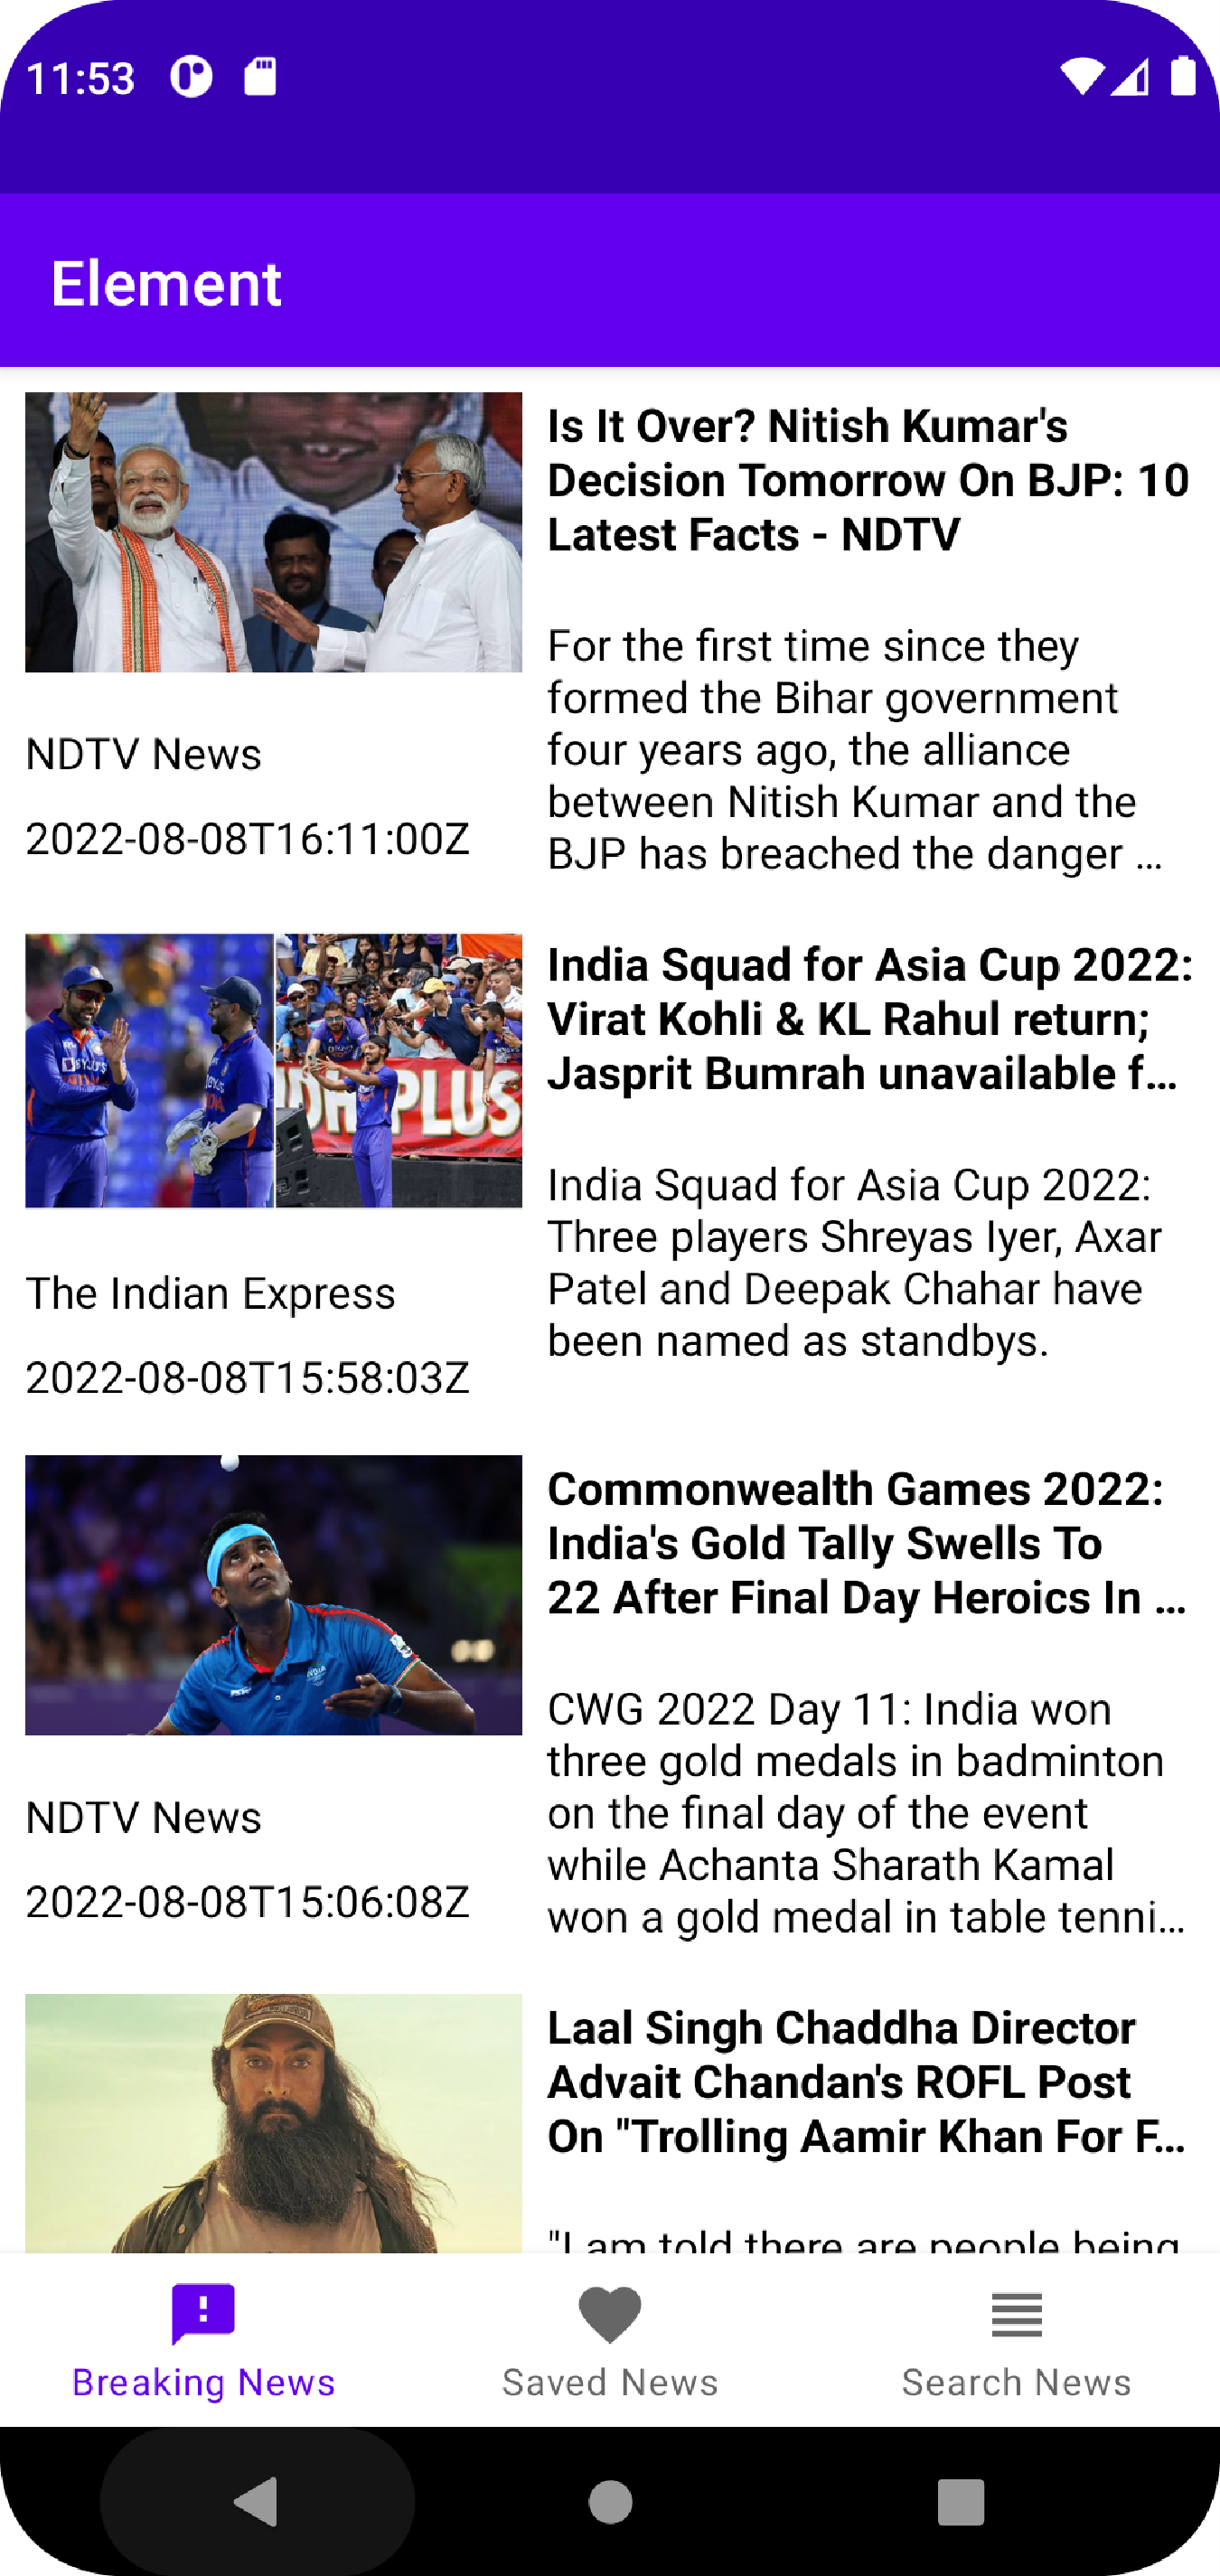 11:53
Element
Is It Over? Nitish Kumar's
Decision Tomorrow On BJP: 10
Latest Facts - NDTV
For the first time since they
formed the Bihar government
four years ago, the alliance
between Nitish Kumar and the
BJP has breached the danger …
NDTV News
2022-08-08T16:11:00Z
PLUS
India Squad for Asia Cup 2022:
Virat Kohli & KL Rahul return;
Jasprit Bumrah unavailable f…
India Squad for Asia Cup 2022:
Three players Shreyas Iyer, Axar
Patel and Deepak Chahar have
been named as standbys.
The Indian Express
2022-08-08T15:58:03Z
Commonwealth Games 2022:
India's Gold Tally Swells To
22 After Final Day Heroics In …
CWG 2022 Day 11: India won
three gold medals in badminton
on the final day of the event
while Achanta Sharath Kamal
won a gold medal in table tenni…
NDTV News
2022-08-08T15:06:08Z
Laal Singh Chaddha Director
Advait Chandan's ROFL Post
On "Trolling Aamir Khan For F…
"I am told there are people being
Breaking News
Saved News
Search News